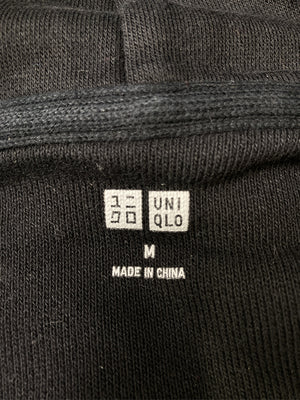 ユニ UNI
クロ QLO
M
MADE IN CHINA